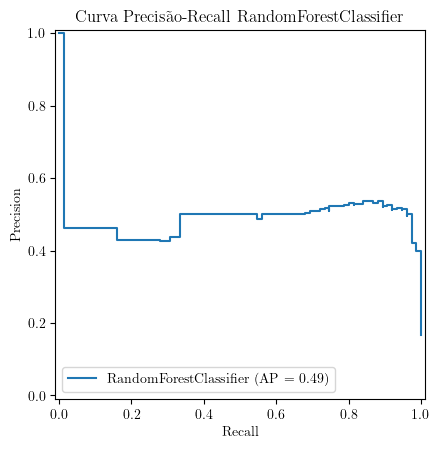 Curva Precisão-Recall RandomForestClassifier
1.0
0.8
0.6
0.4
0.2
0.0
Precision
RandomForestClassifier (AP = 0.49)
0.0 0.2 0.4 0.6 0.8 1.0
Recall